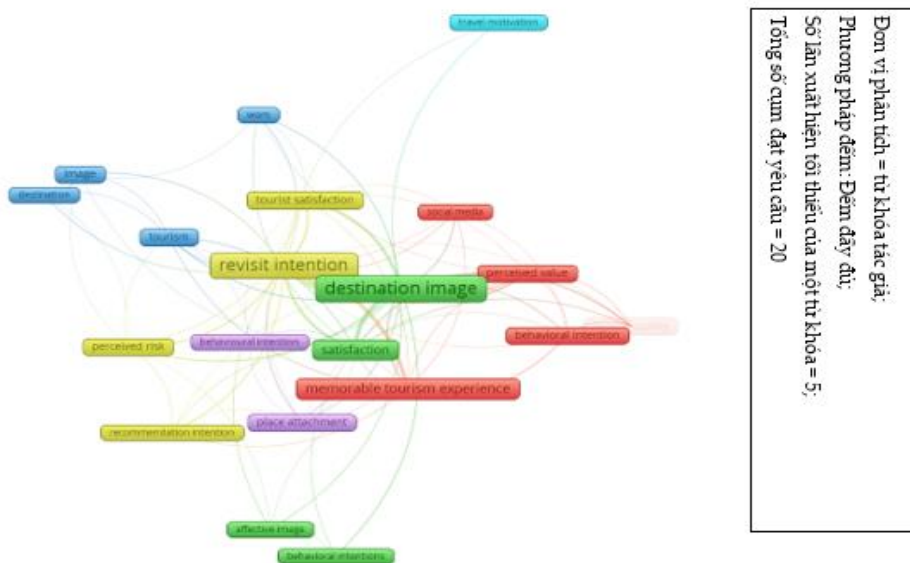 travel motivation
wom
image
destination
tourist satisfaction
social media
tourism
revisit intention
perceived value
destination image
behavioral intention
perceived risk
behavioural intention
satisfaction
memorable tourism experience
place attachment
recommendation intention
affective image
behavioral intentions
Đơn vị phân tích = từ khóa tác giả;
Phương pháp đếm: Đếm đầy đủ;
Số lần xuất hiện tối thiểu của một từ khóa = 5;
Tổng số cụm đạt yêu cầu = 20